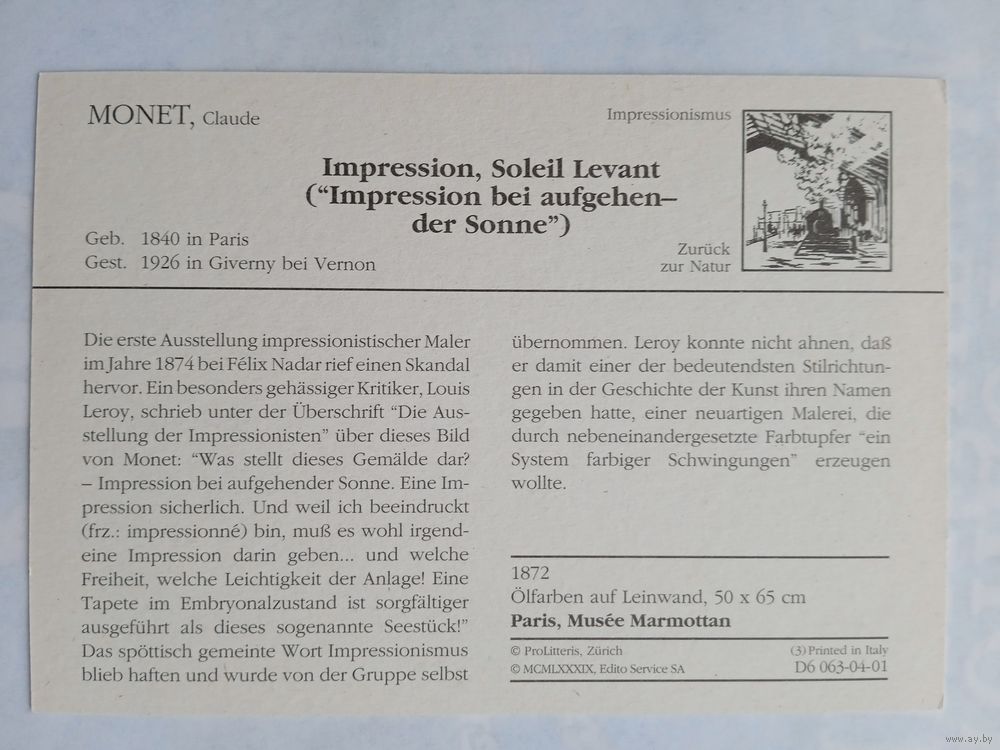 MONET, Claude
Impressionismus
Impression, Soleil Levant
(“Impression bei aufgehen–
der Sonne”)
Geb. 1840 in Paris
Gest. 1926 in Giverny bei Vernon
Zurück
zur Natur
Die erste Ausstellung impressionistischer Maler
im Jahre 1874 bei Félix Nadar rief einen Skandal
hervor. Ein besonders gehässiger Kritiker, Louis
Leroy, schrieb unter der Überschrift “Die Aus-
stellung der Impressionisten” über dieses Bild
von Monet: “Was stellt dieses Gemälde dar?
– Impression bei aufgehender Sonne. Eine Im-
pression sicherlich. Und weil ich beeindruckt
(frz.: impressionné) bin, muß es wohl irgend-
eine Impression darin geben... und welche
Freiheit, welche Leichtigkeit der Anlage! Eine
Tapete im Embryonalzustand ist sorgfältiger
ausgeführt als dieses sogenannte Seestück!”
Das spöttisch gemeinte Wort Impressionismus
blieb haften und wurde von der Gruppe selbst
übernommen. Leroy konnte nicht ahnen, daß
er damit einer der bedeutendsten Stilrichtun-
gen in der Geschichte der Kunst ihren Namen
gegeben hatte, einer neuartigen Malerei, die
durch nebeneinandergesetzte Farbtupfer “ein
System farbiger Schwingungen” erzeugen
wollte.
1872
Ölfarben auf Leinwand, 50 x 65 cm
Paris, Musée Marmottan
© ProLitteris, Zürich
(3) Printed in Italy
© MCMLXXXIX, Edito Service SA
D6 063-04-01
www.ay.by